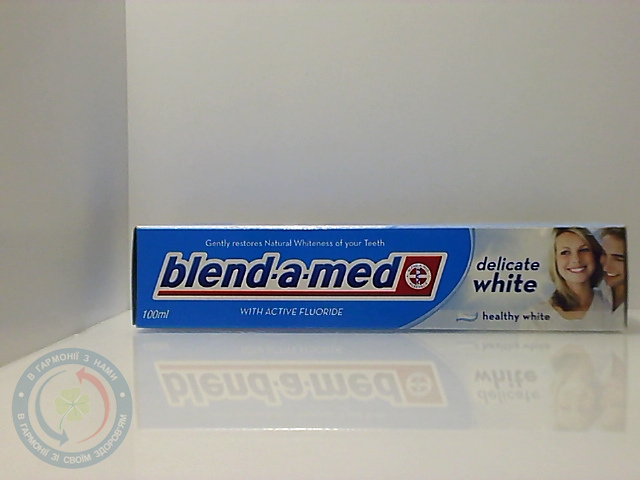 Gently restores Natural Whiteness of your Teeth
blend-a-med
WITH ACTIVE FLUORIDE
100ml
delicate
white
healthy white
В ГАРМОНІЇ З НАМИ
В ГАРМОНІЇ ЗІ СВОЇМ ЗДОРОВ'ЯМ